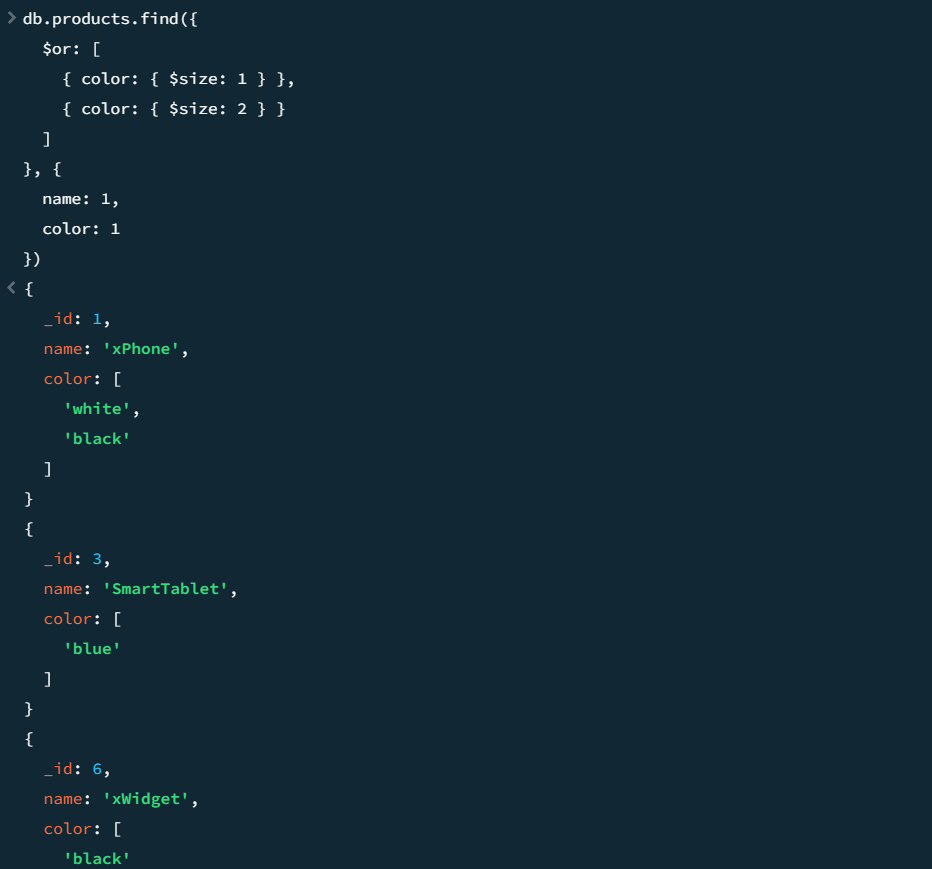 db.products.find({
  $or: [
    { color: { $size: 1 } },
    { color: { $size: 2 } }
  ]
}, {
  name: 1,
  color: 1
})
{
  _id: 1,
  name: 'xPhone',
  color: [
    'white',
    'black'
  ]
}
{
  _id: 3,
  name: 'SmartTablet',
  color: [
    'blue'
  ]
}
{
  _id: 6,
  name: 'xWidget',
  color: [
    'black'